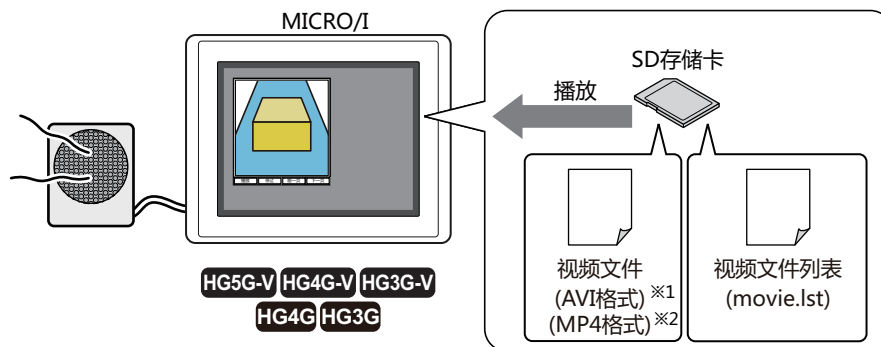 MICRO/I
SD存储卡
播放
HG5G-V HG4G-V HG3G-V
HG4G HG3G
视频文件
(AVI格式)※1
(MP4格式)※2
视频文件列表
(movie.lst)